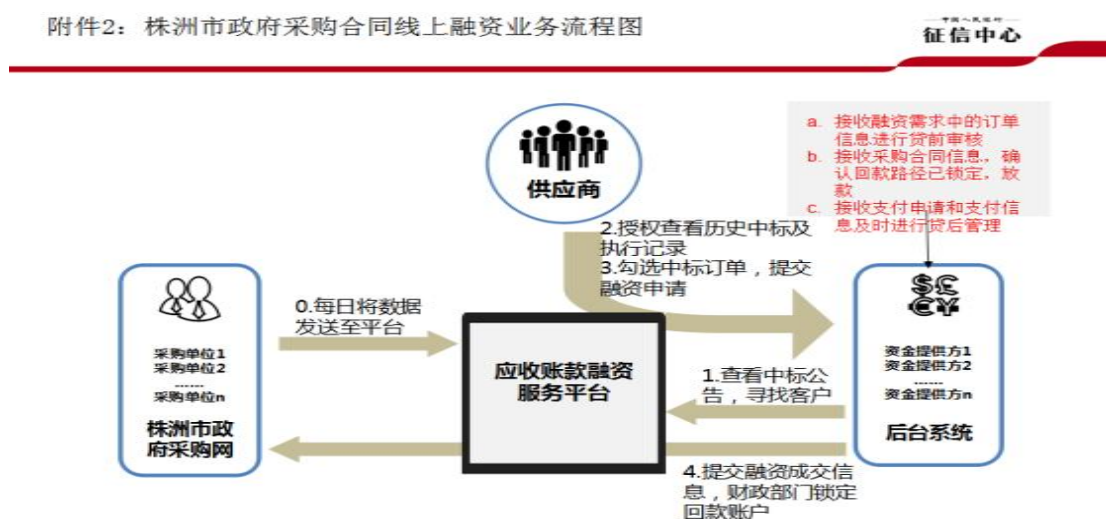 附件2：株洲市政府采购合同线上融资业务流程图
中国人民银行
征信中心
a. 接收融资需求中的订单
信息进行贷前审核
b. 接收采购合同信息，确
认回款路径已锁定，放
款
c. 接收支付申请和支付信
息及时进行贷后管理
供应商
2.授权查看历史中标及
执行记录
3.勾选中标订单，提交
融资申请
0.每日将数据
发送至平台
采购单位1
采购单位2
......
采购单位n
株洲市政
府采购网
应收账款融资
服务平台
$£
€¥
资金提供方1
资金提供方2
......
资金提供方n
后台系统
1.查看中标公
告，寻找客户
4.提交融资成交信
息，财政部门锁定
回款账户